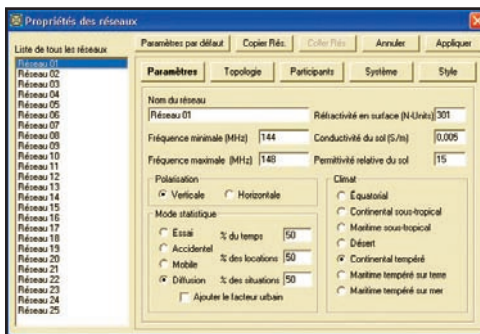 Propriétés des réseaux
Paramètres par défaut
Copier Rés.
Coller Rés
Annuler
Appliquer
Liste de tous les réseaux
Réseau 01
Réseau 02
Réseau 03
Réseau 04
Réseau 05
Réseau 06
Réseau 07
Réseau 08
Réseau 09
Réseau 10
Réseau 11
Réseau 12
Réseau 13
Réseau 14
Réseau 15
Réseau 16
Réseau 17
Réseau 18
Réseau 19
Réseau 20
Réseau 21
Réseau 22
Réseau 23
Réseau 24
Réseau 25
Paramètres
Topologie
Participants
Système
Style
Nom du réseau
Réseau 01
Réfractivité en surface (N-Units) 301
Fréquence minimale (MHz) 144
Conductivité du sol (S/m) 0,005
Fréquence maximale (MHz) 148
Permittivité relative du sol 15
Polarisation
Verticale
Horizontale
Mode statistique
Essai
Accidentel
Mobile
Diffusion
% du temps 50
% des locations 50
% des situations 50
Ajouter le facteur urbain
Climat
Équatorial
Continental sous-tropical
Maritime sous-tropical
Désert
Continental tempéré
Maritime tempéré sur terre
Maritime tempéré sur mer